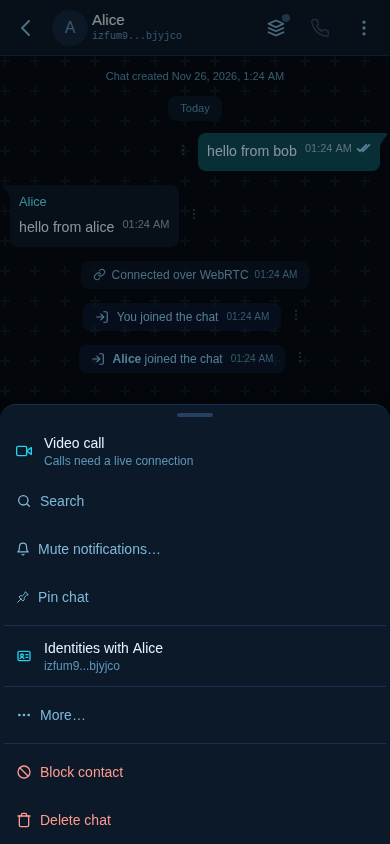 A
Alice
izfum9...bjyjco
Chat created Nov 26, 2026, 1:24 AM
Today
hello from bob 01:24 AM
Alice
hello from alice 01:24 AM
Connected over WebRTC 01:24 AM
You joined the chat 01:24 AM
Alice joined the chat 01:24 AM
Video call
Calls need a live connection
Search
Mute notifications…
Pin chat
Identities with Alice
izfum9...bjyjco
More…
Block contact
Delete chat